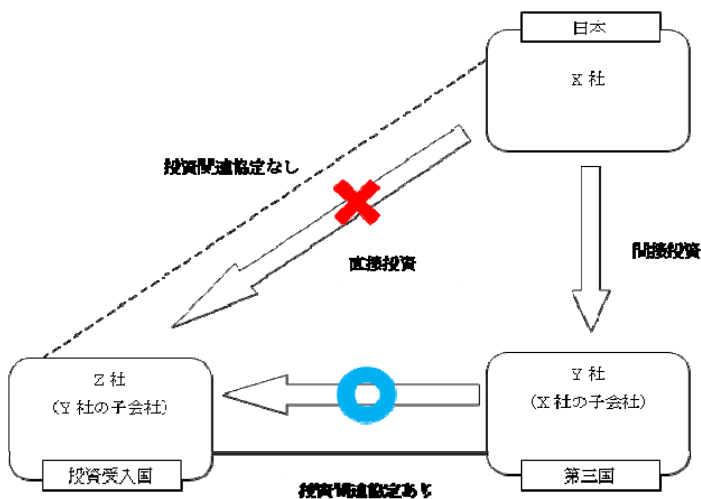 日本
X 社
投資関連協定なし
直接投資
間接投資
Z 社
(Y 社の子会社)
投資受入国
Y 社
(X 社の子会社)
第三国
投資関連協定あり